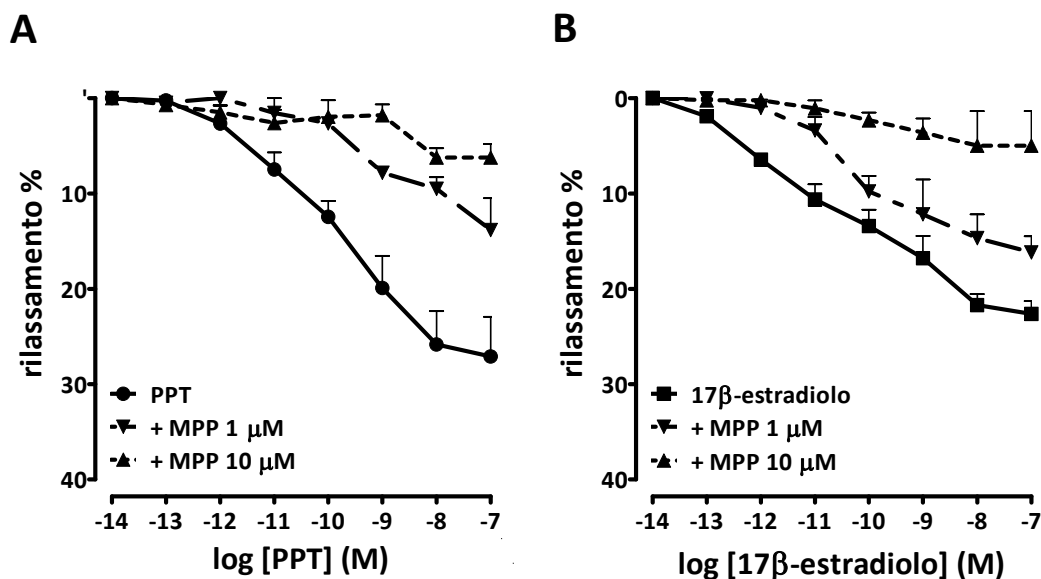 A
rilassamento %
'
10
20
30
40
PPT
+ MPP 1 μM
+ MPP 10 μM
-14 -13 -12 -11 -10 -9 -8 -7
log [PPT] (M)
B
rilassamento %
0
10
20
30
40
17β-estradiolo
+ MPP 1 μM
+ MPP 10 μM
-14 -13 -12 -11 -10 -9 -8 -7
log [17β-estradiolo] (M)